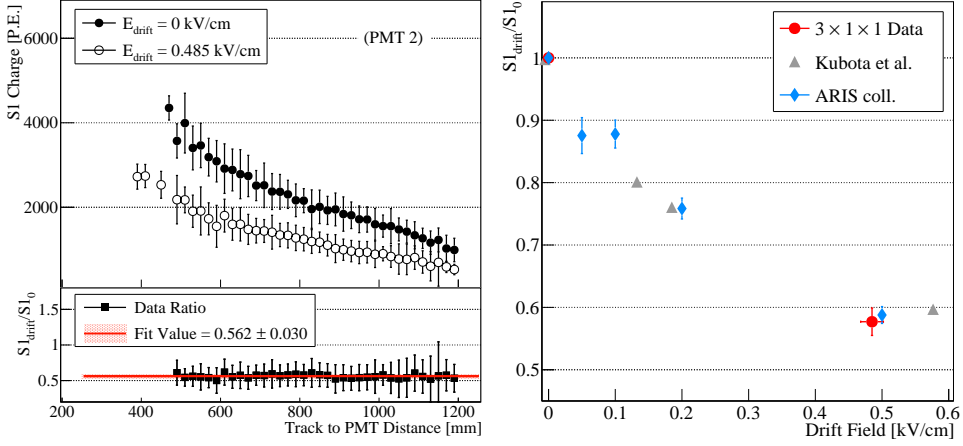 S1 Charge [P.E.]
6000
4000
2000
E_drift = 0 kV/cm
E_drift = 0.485 kV/cm
(PMT 2)
S1_drift/S1_0
1.5
1
0.5
Data Ratio
Fit Value = 0.562 ± 0.030
200
400
600
800
1000
1200
Track to PMT Distance [mm]
S1_drift/S1_0
1
0.9
0.8
0.7
0.6
0.5
3 × 1 × 1 Data
Kubota et al.
ARIS coll.
0
0.1
0.2
0.3
0.4
0.5
0.6
Drift Field [kV/cm]